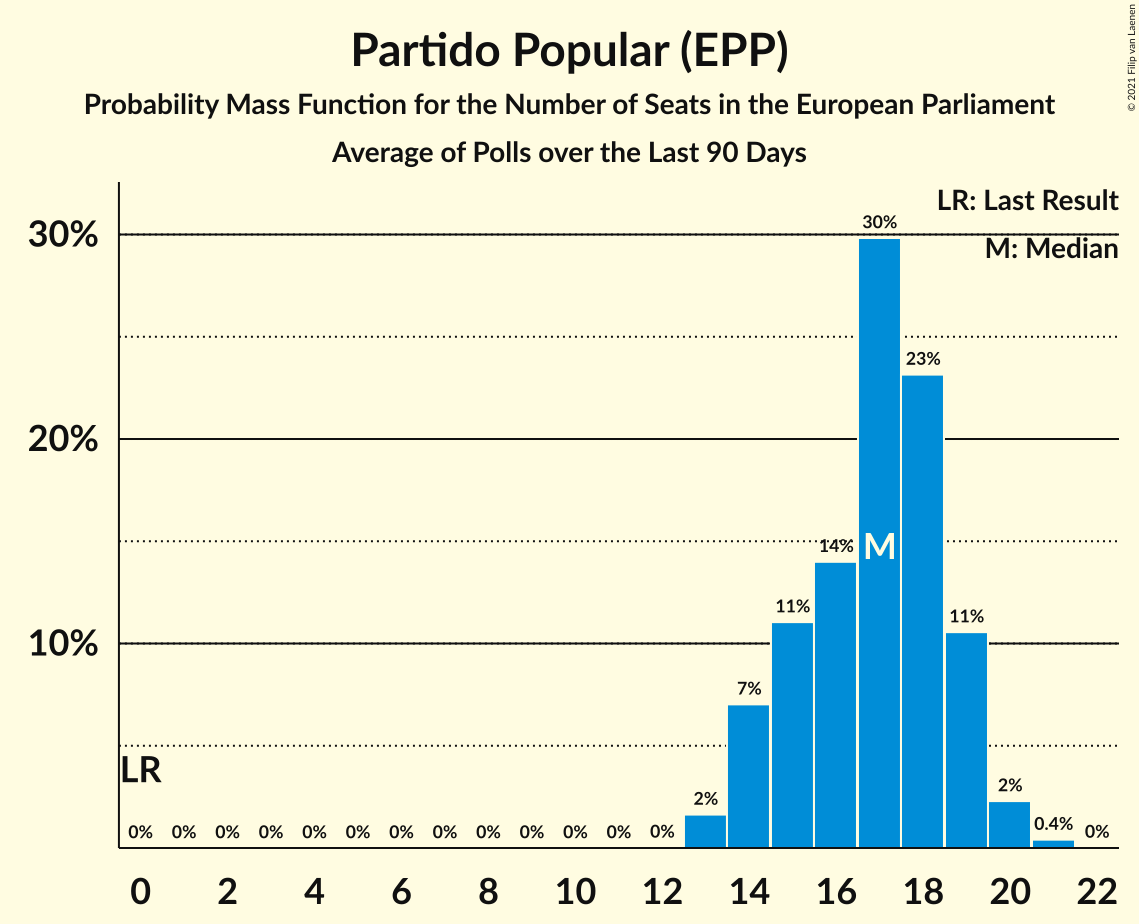 Partido Popular (EPP)
Probability Mass Function for the Number of Seats in the European Parliament
Average of Polls over the Last 90 Days
© 2021 Filip van Laenen
LR: Last Result
M: Median
30%
20%
10%
30%
23%
14%
M
11%
11%
7%
LR
2%
2%
0.4%
0% 0% 0% 0% 0% 0% 0% 0% 0% 0% 0% 0% 0% 0%
0 2 4 6 8 10 12 14 16 18 20 22